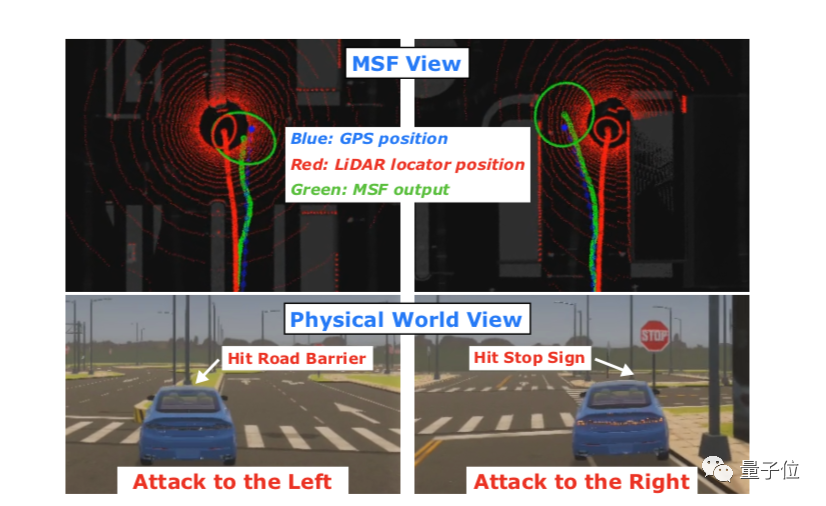 MSF View
Blue: GPS position
Red: LiDAR locator position
Green: MSF output
Physical World View
Hit Road Barrier
Hit Stop Sign
STOP
Attack to the Left
Attack to the Right
量子位